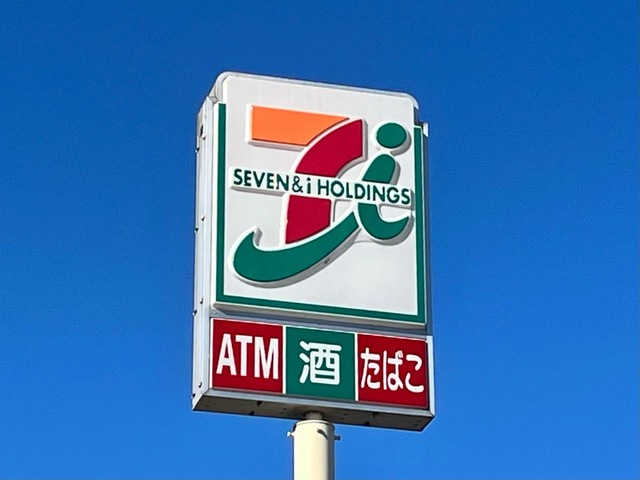 SEVEN&i HOLDINGS
ATM 酒 たばこ